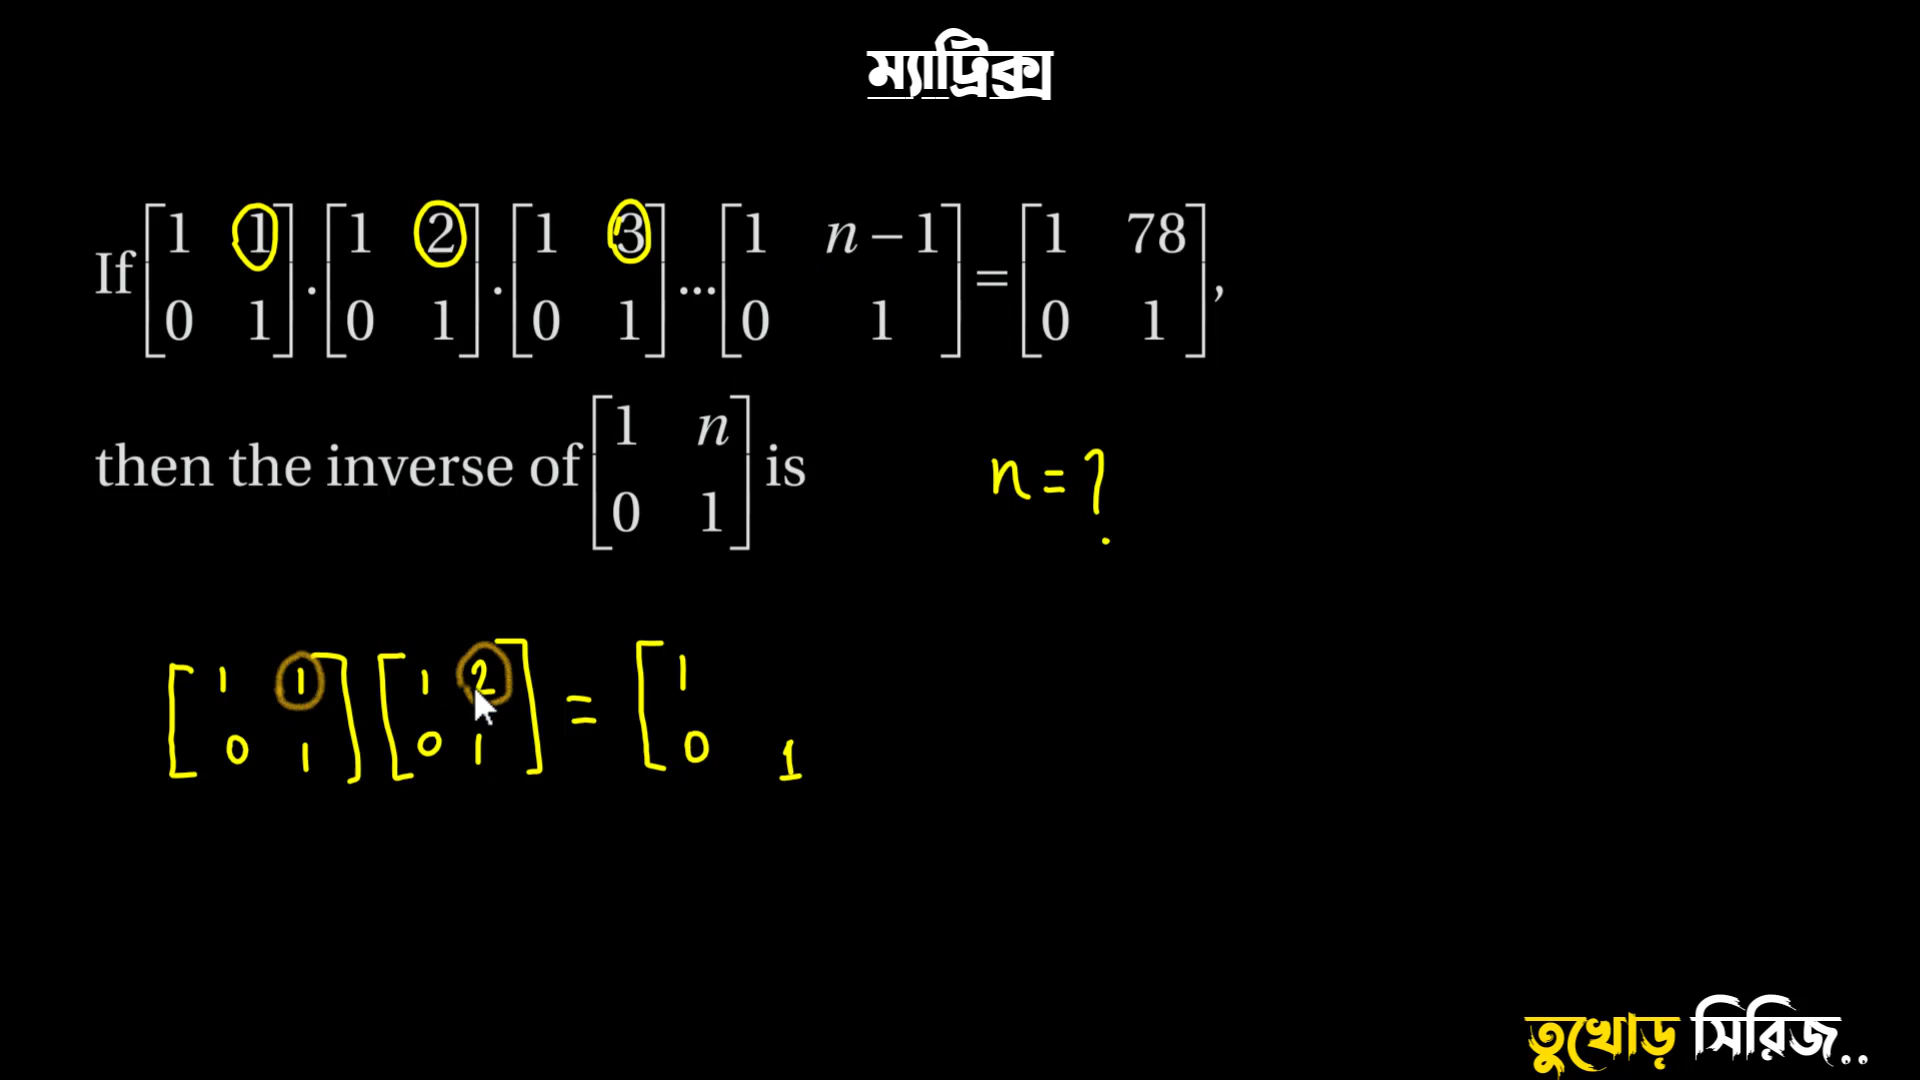 ম্যাট্রিক্স
If [1 1; 0 1] . [1 2; 0 1] . [1 3; 0 1] ... [1 n − 1; 0 1] = [1 78; 0 1],
then the inverse of [1 n; 0 1] is
n = ?
[1 1; 0 1] [1 2; 0 1] = [1 ; 0 1
তুখোড় সিরিজ..